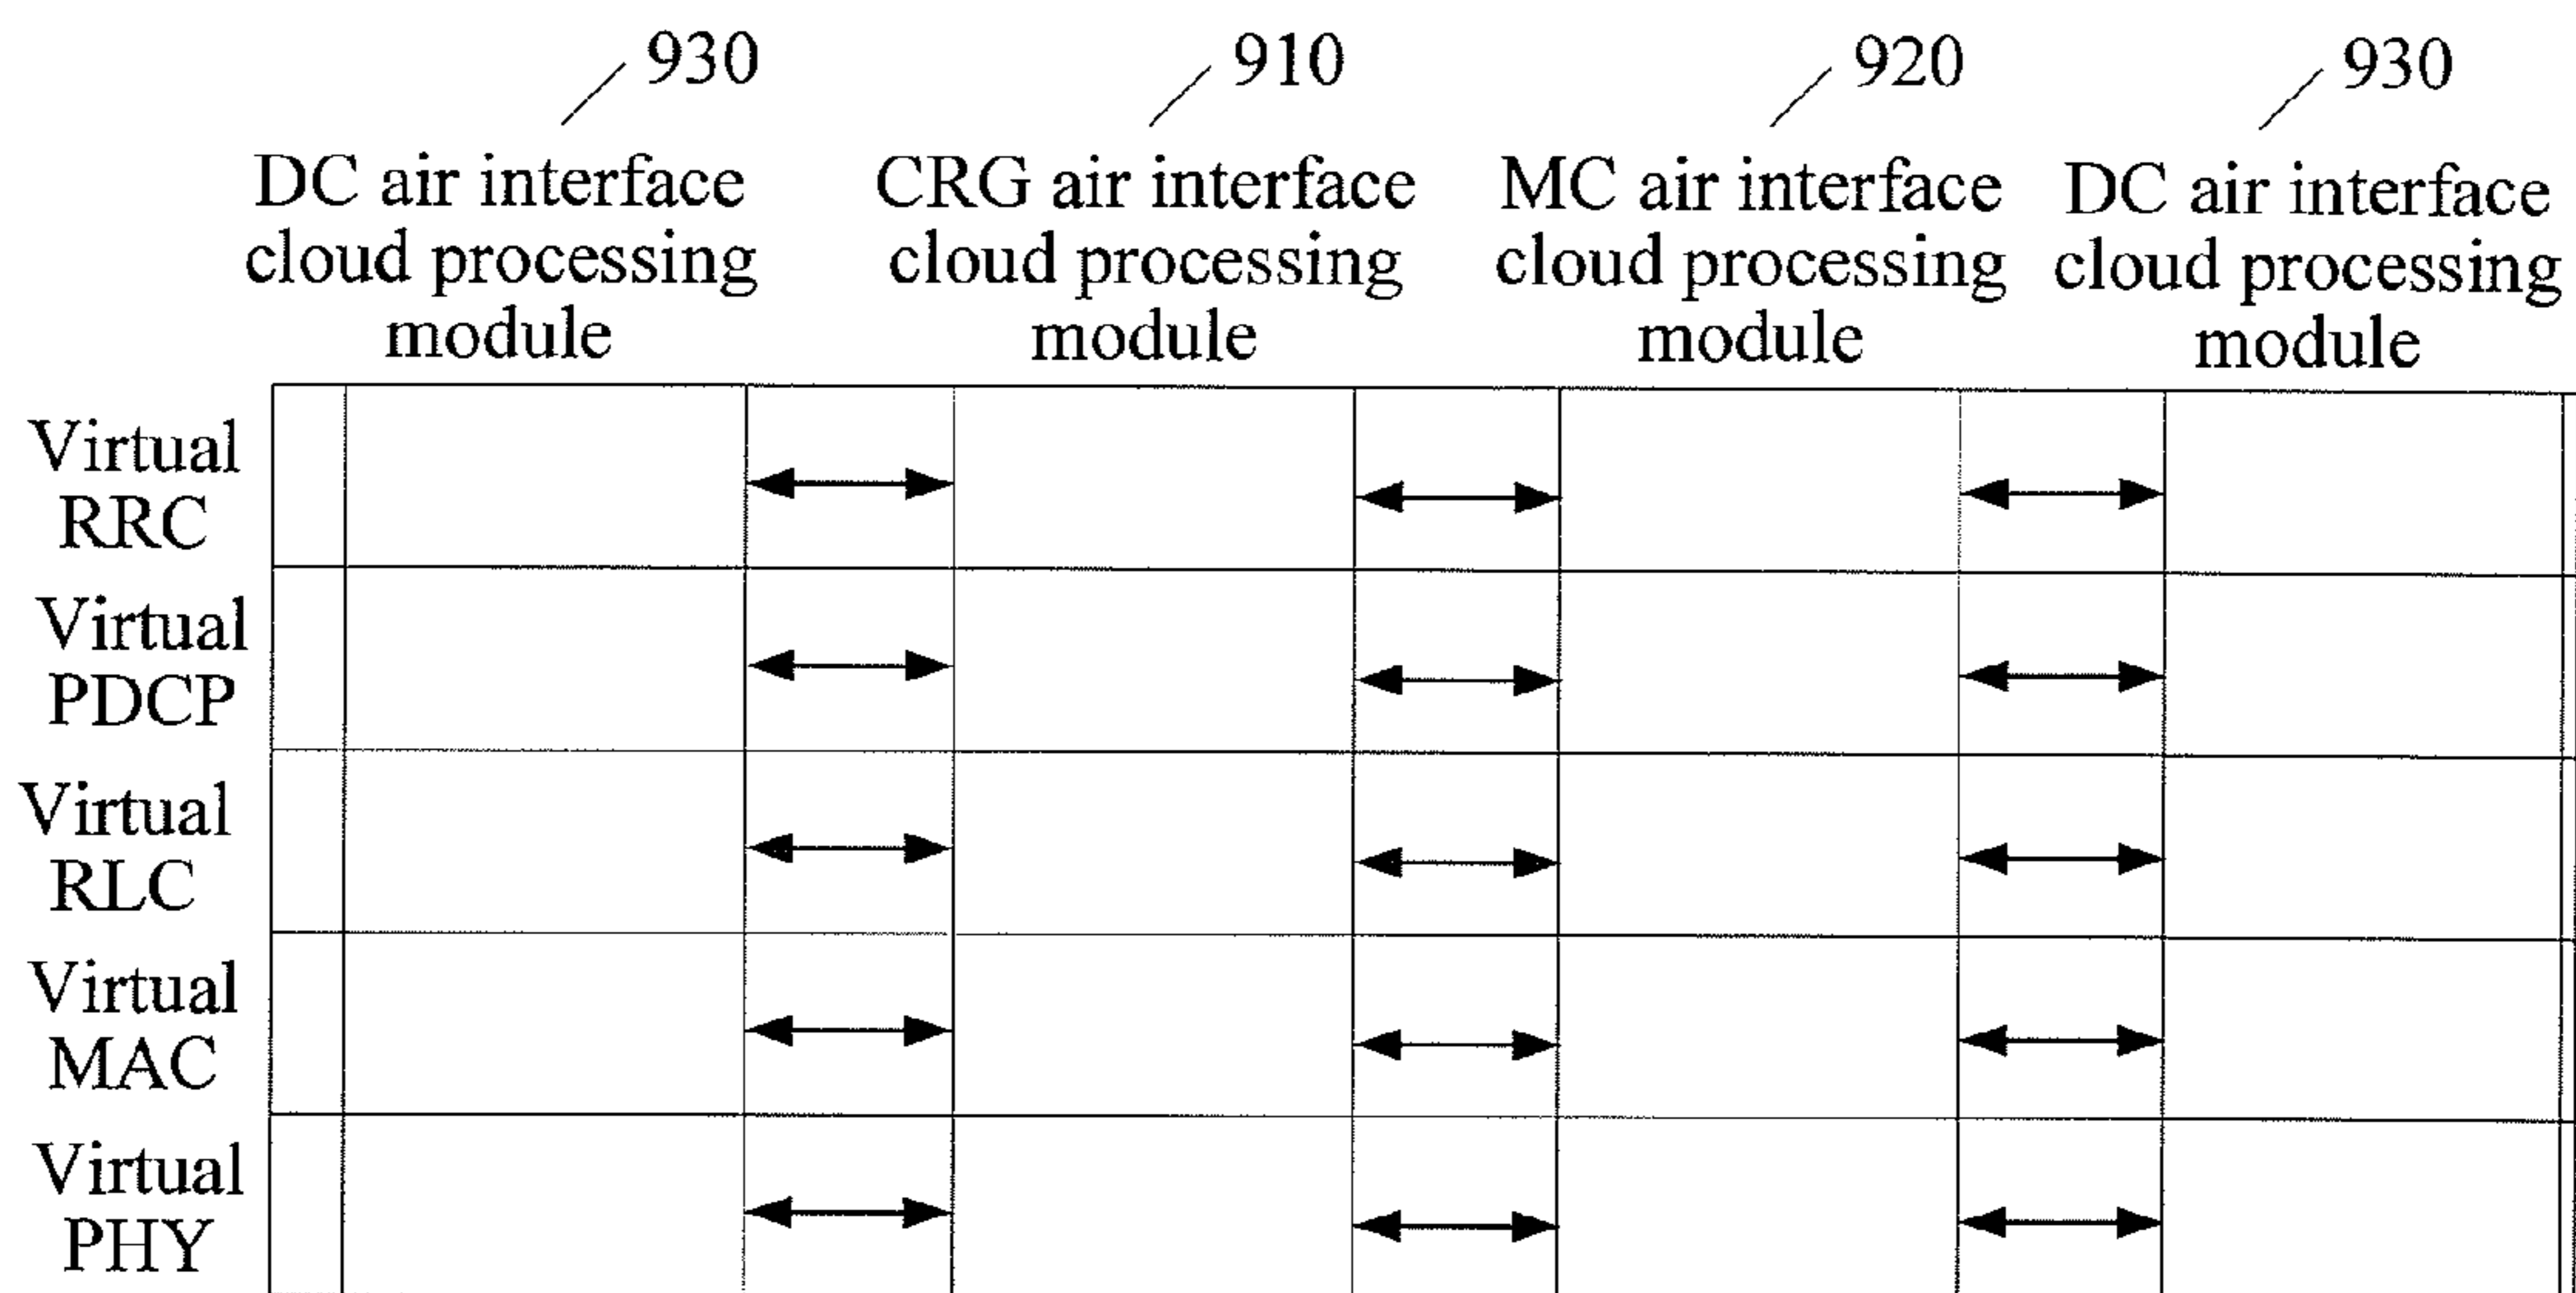 930
910
920
930
DC air interface
cloud processing
module
CRG air interface
cloud processing
module
MC air interface
cloud processing
module
DC air interface
cloud processing
module
Virtual
RRC
Virtual
PDCP
Virtual
RLC
Virtual
MAC
Virtual
PHY